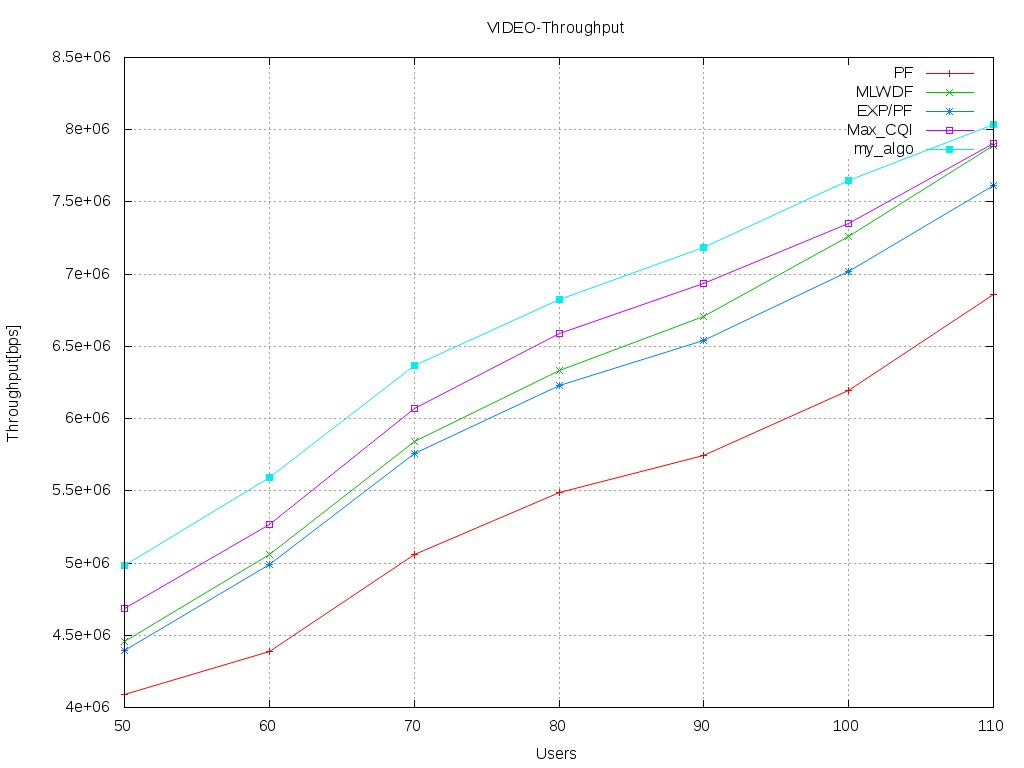 VIDEO-Throughput
8.5e+06
8e+06
7.5e+06
7e+06
6.5e+06
6e+06
5.5e+06
5e+06
4.5e+06
4e+06
Throughput[bps]
PF
MLWDF
EXP/PF
Max_CQI
my_algo
50 60 70 80 90 100 110
Users